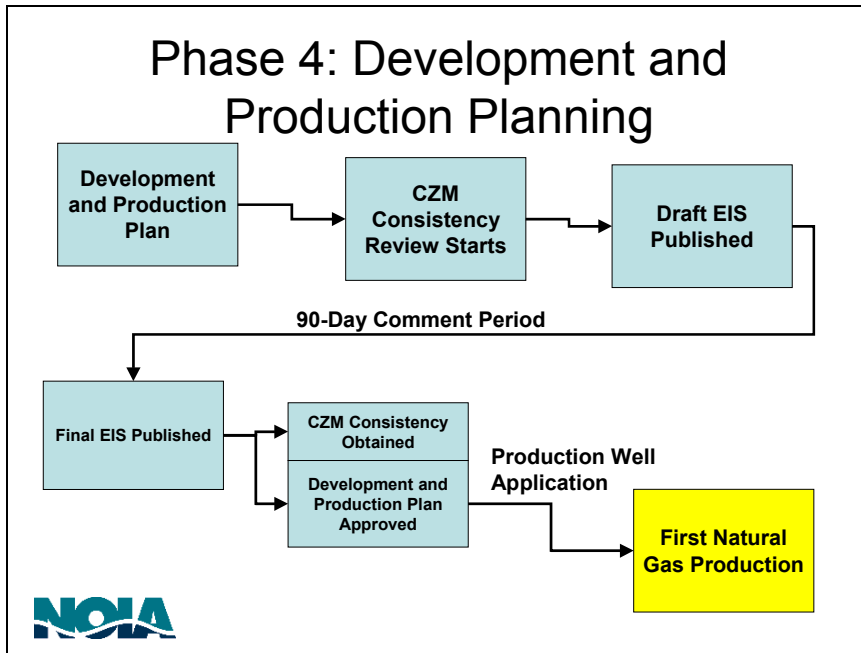 Phase 4: Development and
Production Planning
Development
and Production
Plan
CZM
Consistency
Review Starts
Draft EIS
Published
90-Day Comment Period
Final EIS Published
CZM Consistency
Obtained
Development and
Production Plan
Approved
Production Well
Application
First Natural
Gas Production
NOIA